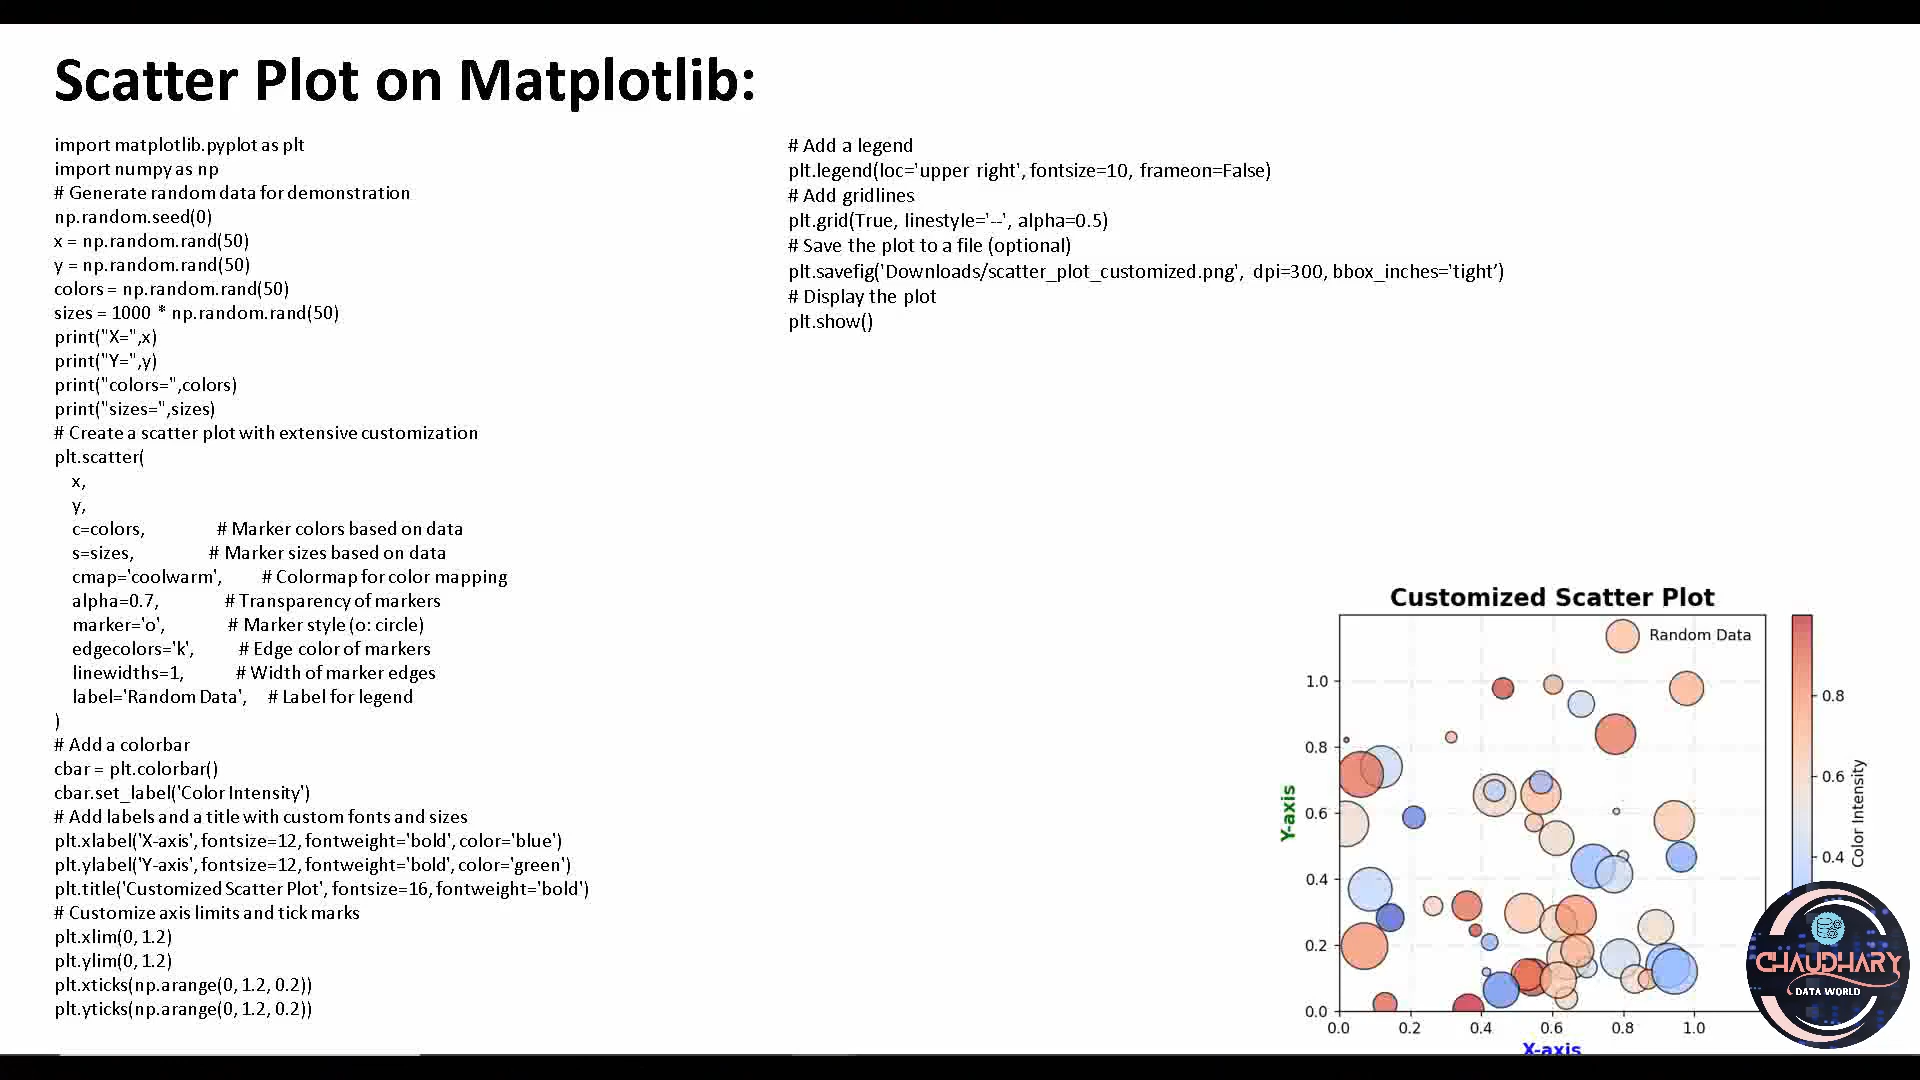 Scatter Plot on Matplotlib:
import matplotlib.pyplot as plt
import numpy as np
# Generate random data for demonstration
np.random.seed(0)
x = np.random.rand(50)
y = np.random.rand(50)
colors = np.random.rand(50)
sizes = 1000 * np.random.rand(50)
print("X=",x)
print("Y=",y)
print("colors=",colors)
print("sizes=",sizes)
# Create a scatter plot with extensive customization
plt.scatter(
x,
y,
c=colors, # Marker colors based on data
s=sizes, # Marker sizes based on data
cmap='coolwarm', # Colormap for color mapping
alpha=0.7, # Transparency of markers
marker='o', # Marker style (o: circle)
edgecolors='k', # Edge color of markers
linewidths=1, # Width of marker edges
label='Random Data', # Label for legend
)
# Add a colorbar
cbar = plt.colorbar()
cbar.set_label('Color Intensity')
# Add labels and a title with custom fonts and sizes
plt.xlabel('X-axis', fontsize=12, fontweight='bold', color='blue')
plt.ylabel('Y-axis', fontsize=12, fontweight='bold', color='green')
plt.title('Customized Scatter Plot', fontsize=16, fontweight='bold')
# Customize axis limits and tick marks
plt.xlim(0, 1.2)
plt.ylim(0, 1.2)
plt.xticks(np.arange(0, 1.2, 0.2))
plt.yticks(np.arange(0, 1.2, 0.2))
# Add a legend
plt.legend(loc='upper right', fontsize=10, frameon=False)
# Add gridlines
plt.grid(True, linestyle='--', alpha=0.5)
# Save the plot to a file (optional)
plt.savefig('Downloads/scatter_plot_customized.png', dpi=300, bbox_inches='tight’)
# Display the plot
plt.show()
Customized Scatter Plot
Random Data
1.0
0.8
0.6
0.4
0.2
0.0
Y-axis
0.0 0.2 0.4 0.6 0.8 1.0
X-axis
0.8
0.6
0.4
Color Intensity
CHAUDHARY
DATA WORLD